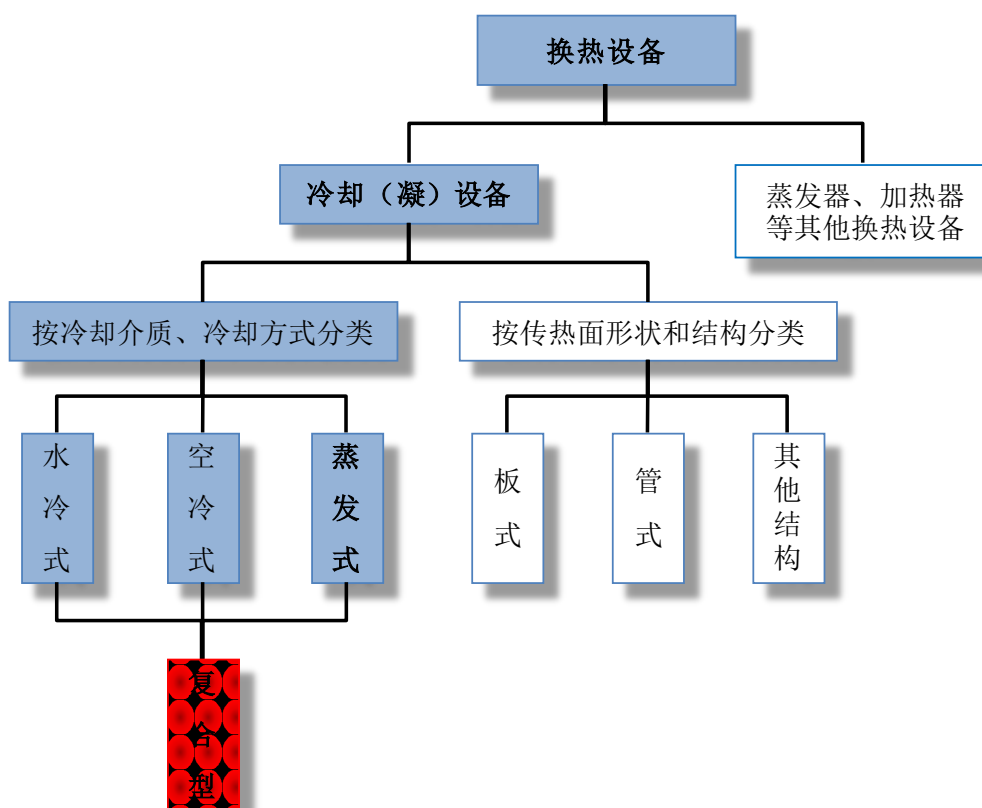 换热设备
冷却（凝）设备
蒸发器、加热器
等其他换热设备
按冷却介质、冷却方式分类
按传热面形状和结构分类
水冷式
空冷式
蒸发式
板式
管式
其他结构
复合型